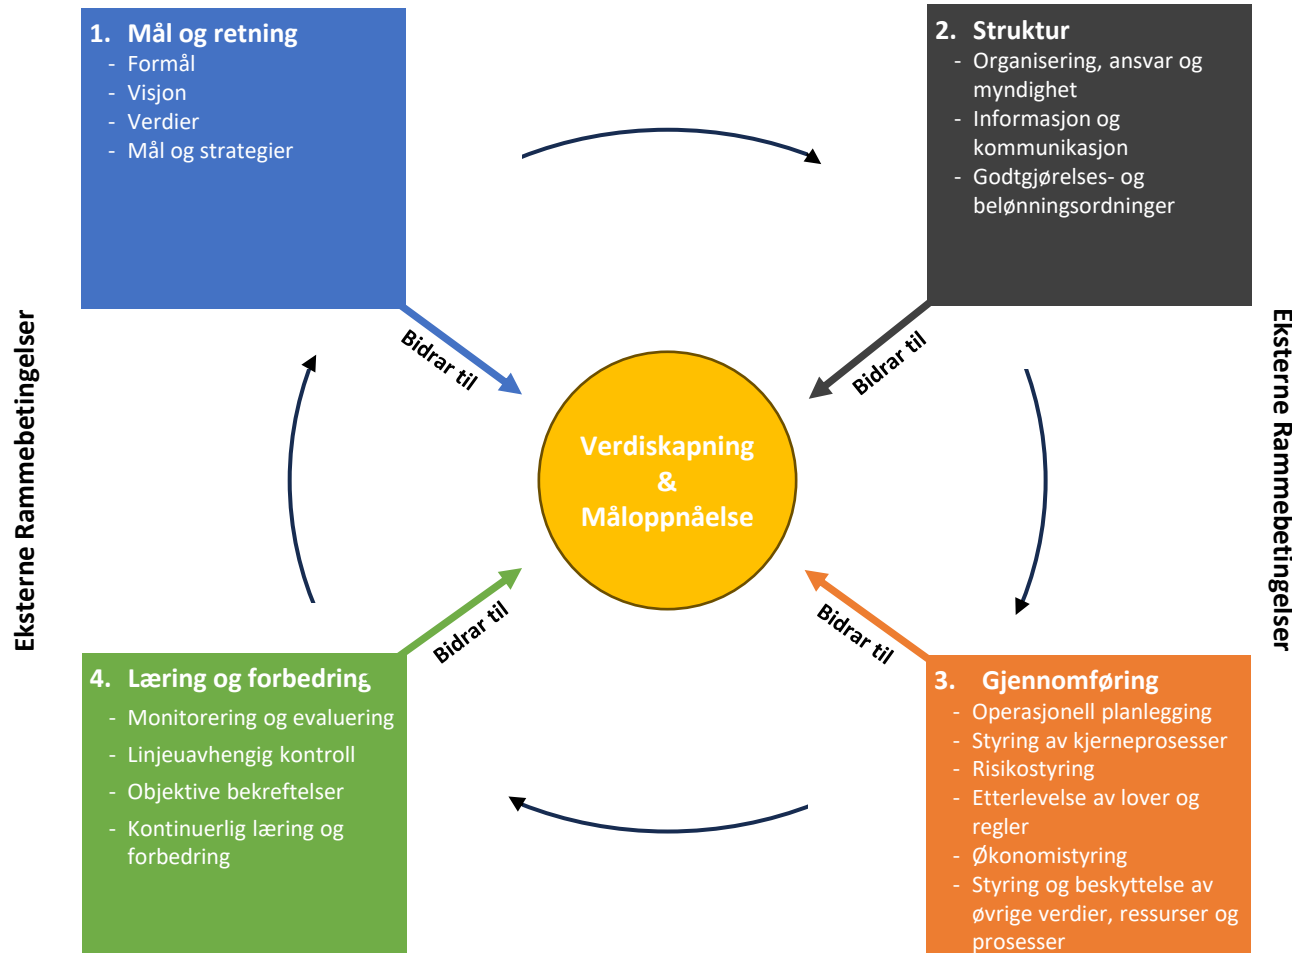 1. Mål og retning
- Formål
- Visjon
- Verdier
- Mål og strategier
2. Struktur
- Organisering, ansvar og
myndighet
- Informasjon og
kommunikasjon
- Godtgjørelses- og
belønningsordninger
Eksterne Rammebetingelser
Bidrar til
Bidrar til
Eksterne Rammebetingelser
Verdiskapning
&
Måloppnåelse
Bidrar til
Bidrar til
4. Læring og forbedring
- Monitorering og evaluering
- Linjeuavhengig kontroll
- Objektive bekreftelser
- Kontinuerlig læring og
forbedring
3. Gjennomføring
- Operasjonell planlegging
- Styring av kjerneprosesser
- Risikostyring
- Etterlevelse av lover og
regler
- Økonomistyring
- Styring og beskyttelse av
øvrige verdier, ressurser og
prosesser